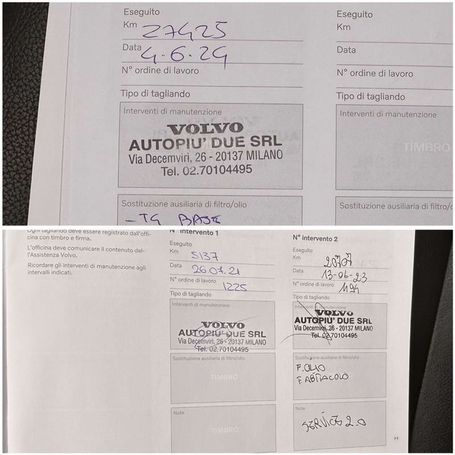 Eseguito
Km 27425
Data 4.6.24
N° ordine di lavoro
Tipo di tagliando
Interventi di manutenzione
VOLVO
AUTOPIU' DUE SRL
Via Decemviri, 26 - 20137 MILANO
Tel. 02.70104495
Sostituzione ausiliaria di filtro/olio
- TG BASE
Eseguito
Km
Data
N° ordine di lavoro
Tipo di tagliando
Interventi di manutenzione
TIMBRO
Sostituzione ausiliaria di filtro/olio
Ogni tagliando deve essere registrato dall'offi-
cina con timbro e firma.
L'officina deve comunicare il contenuto del-
l'Assistenza Volvo.
Ricordare gli interventi di manutenzione agli
intervalli indicati.
N° intervento 1
Eseguito
Km 5137
Data 26.07.21
N° ordine di lavoro
1225
Tipo di tagliando
Interventi di manutenzione
VOLVO
AUTOPIU' DUE SRL
Via Decemviri, 26 - 20137 MILANO
Tel. 02.70104495
Sostituzione ausiliaria di filtro/olio
TIMBRO
Note
TIMBRO
N° intervento 2
Eseguito
Km
Data 13-06-23
N° ordine di lavoro
Tipo di tagliando
Interventi di manutenzione
VOLVO
AUTOPIU' DUE SRL
Via Decemviri, 26 - 20137 MILANO
Tel. 02.70104495
Sostituzione ausiliaria di filtro/olio
F. OLIO
F. ABITACOLO
Note
SERVICE 2.0